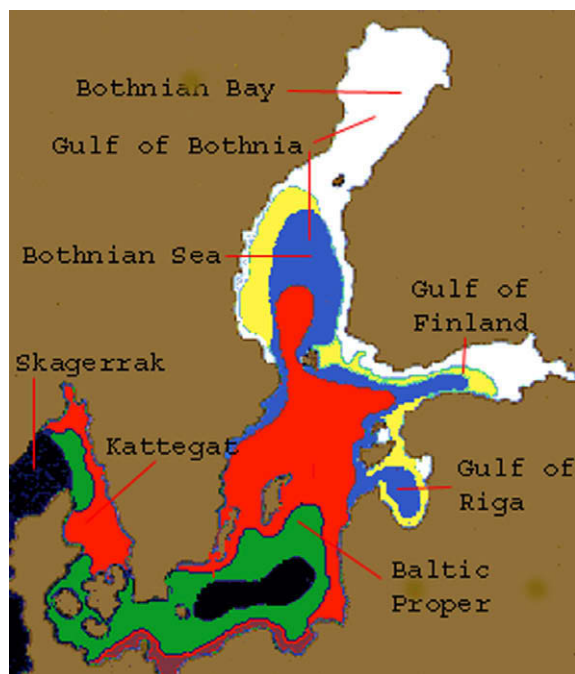 Bothnian Bay
Gulf of Bothnia
Bothnian Sea
Gulf of
Finland
Skagerrak
Kattegat
Gulf of
Riga
Baltic
Proper